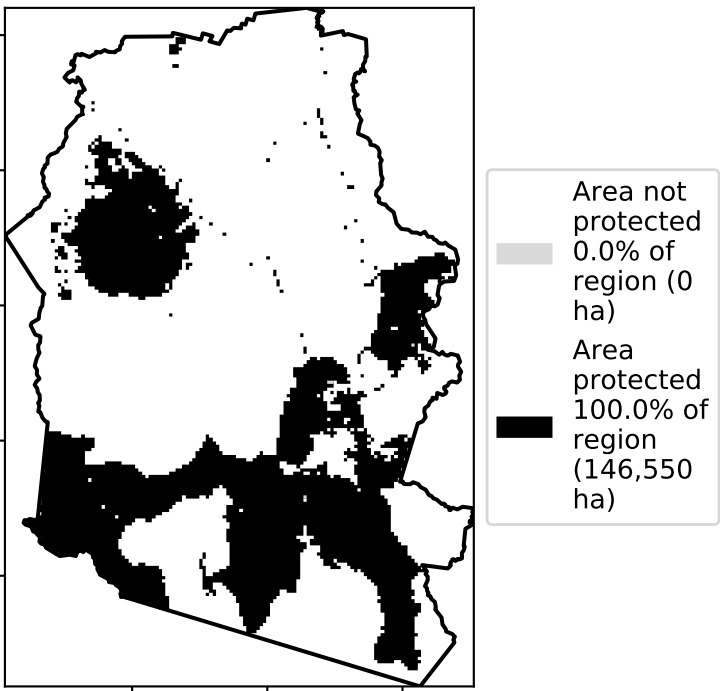 Area not
protected
0.0% of
region (0
ha)
Area
protected
100.0% of
region
(146,550
ha)